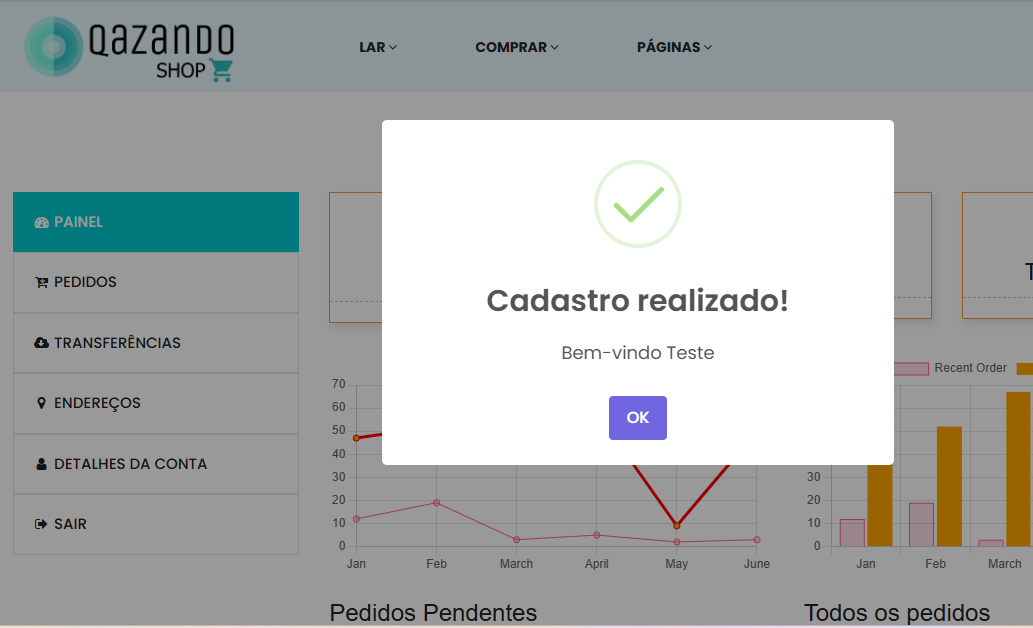 QAZANDO
SHOP
LAR
COMPRAR
PÁGINAS
PAINEL
PEDIDOS
TRANSFERÊNCIAS
ENDEREÇOS
DETALHES DA CONTA
SAIR
Cadastro realizado!
Bem-vindo Teste
OK
70
60
50
40
30
20
10
0
Jan Feb March April May June
Recent Order
30
20
10
0
Jan Feb March
Pedidos Pendentes
Todos os pedidos